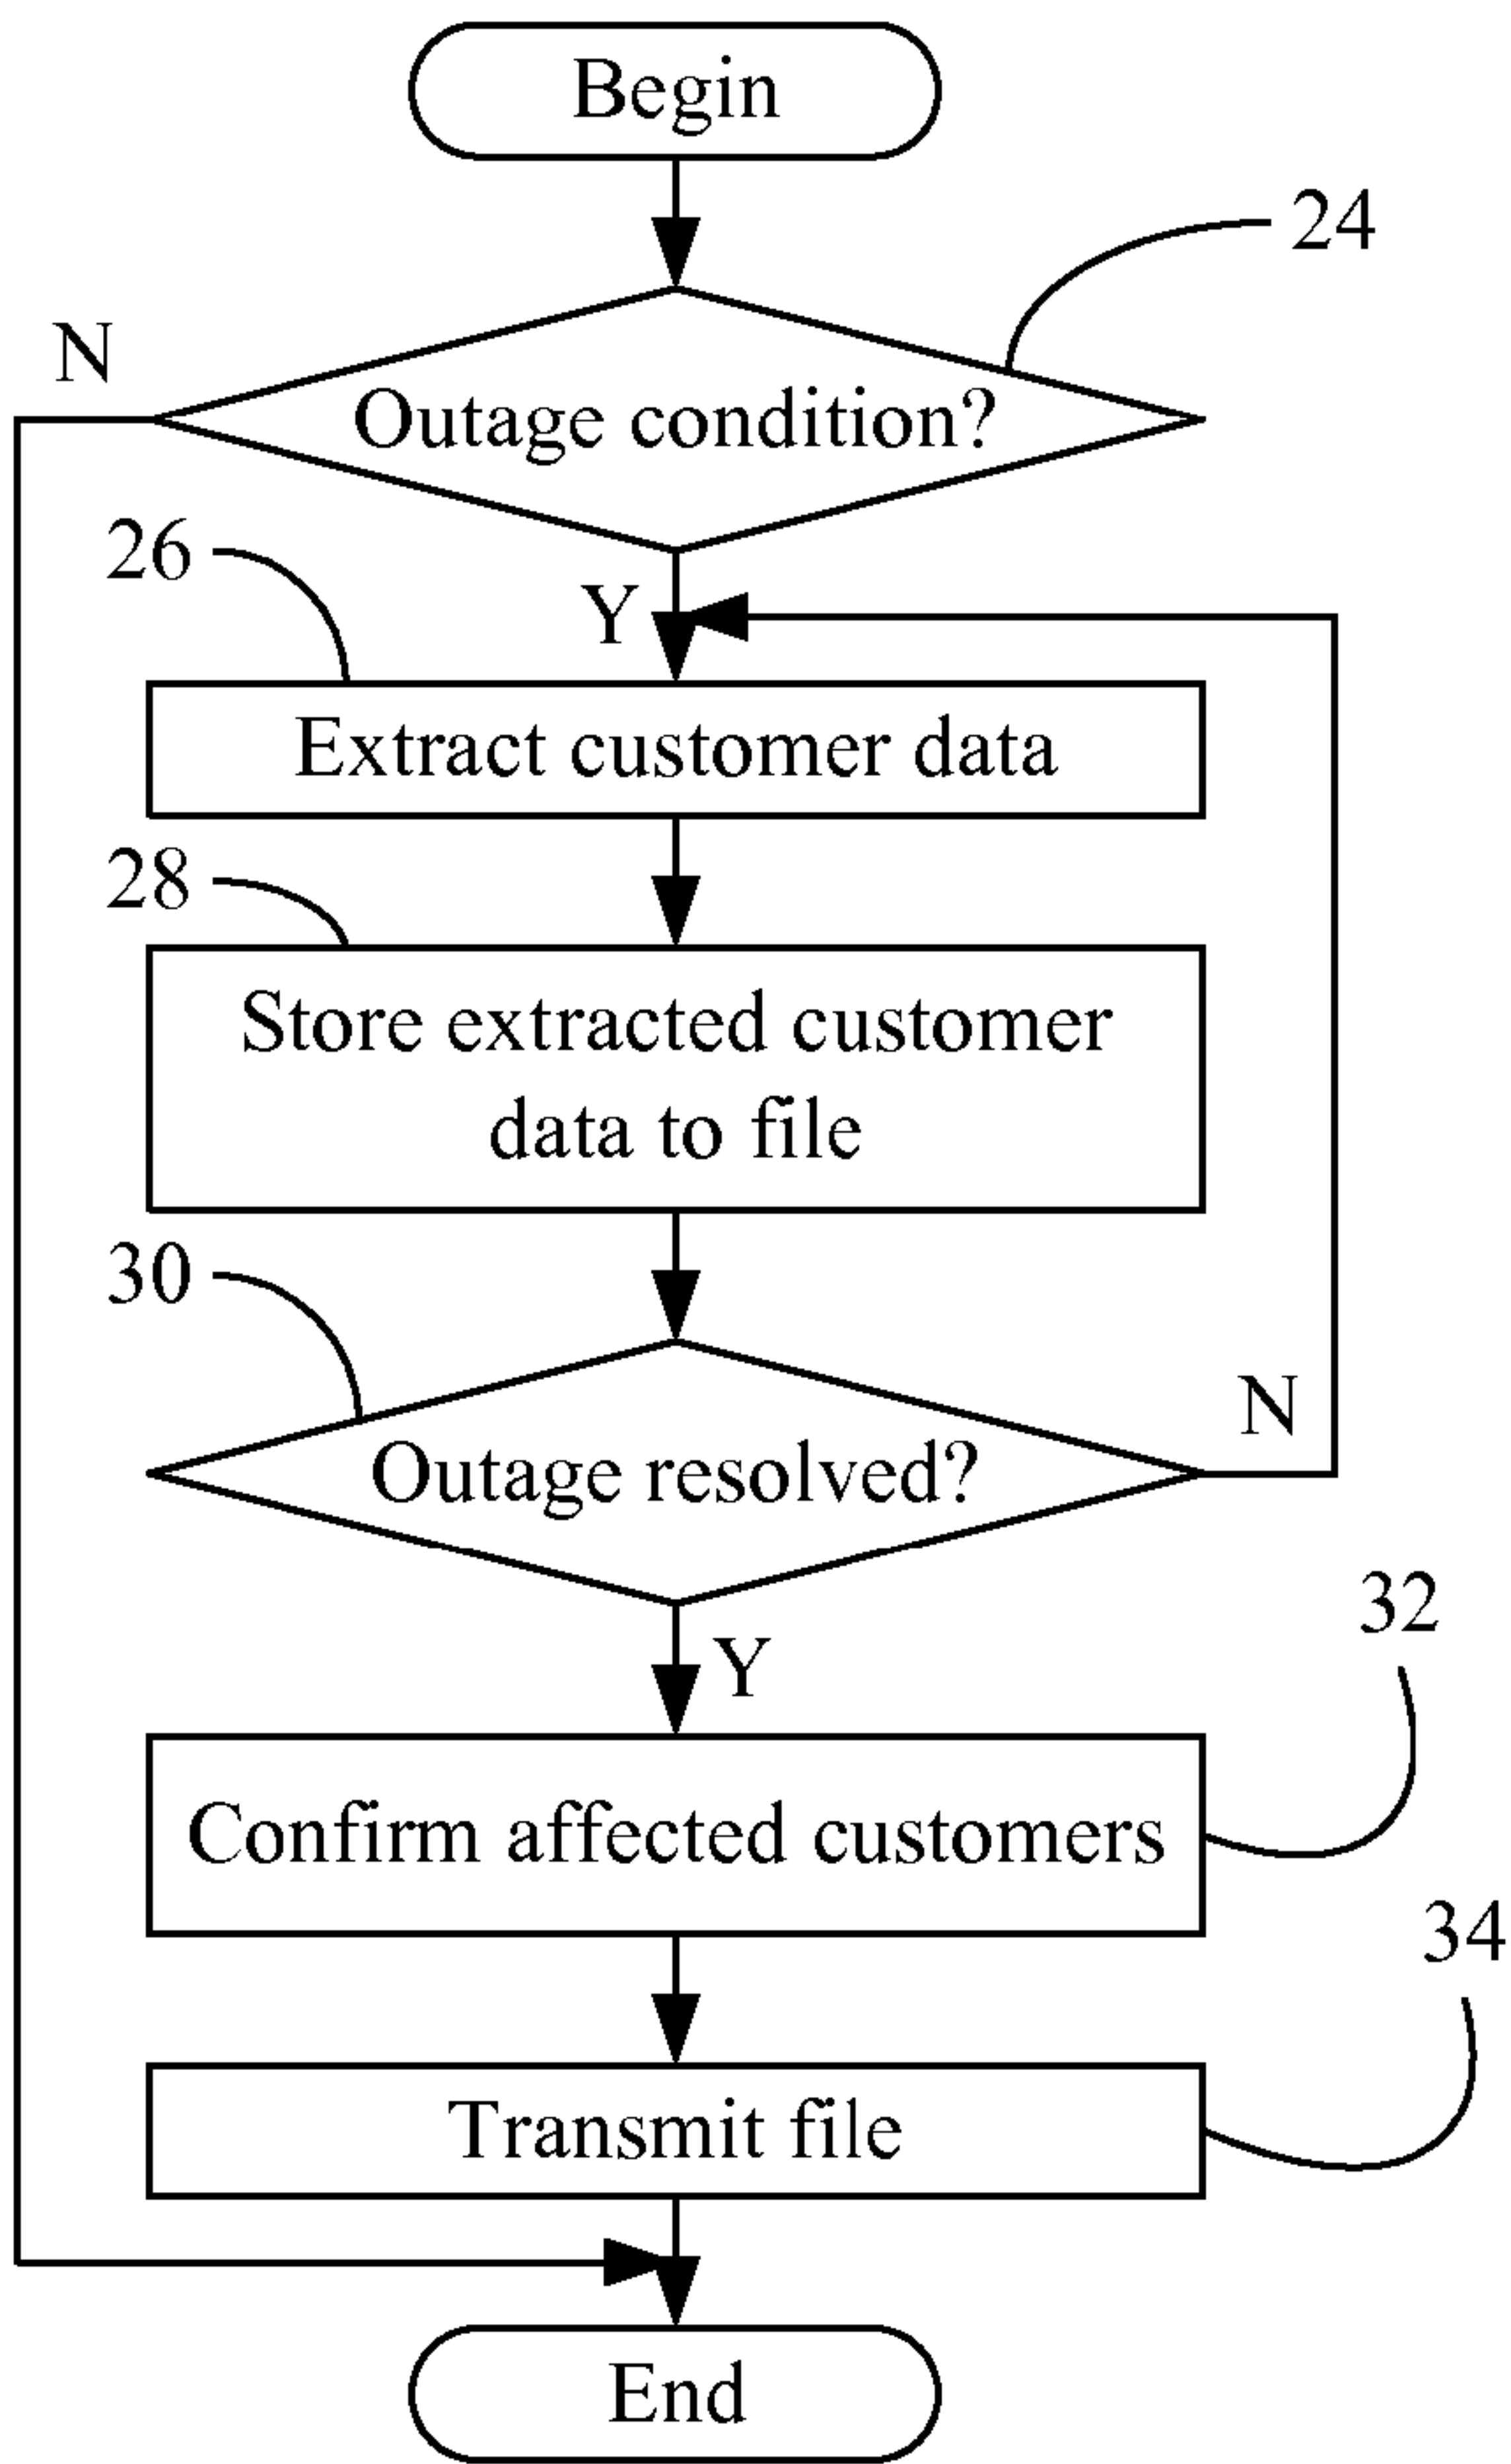 Begin
24
N
Outage condition?
26
Y
Extract customer data
28
Store extracted customer
data to file
30
N
Outage resolved?
32
Y
Confirm affected customers
34
Transmit file
End